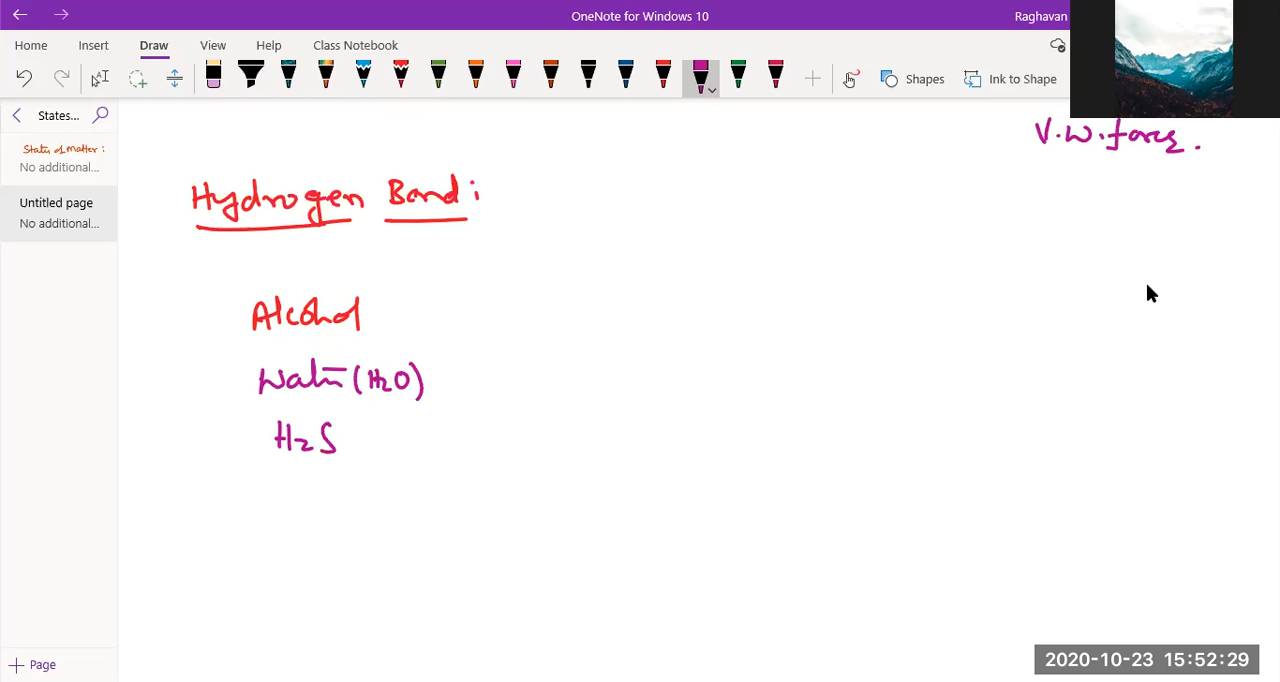 OneNote for Windows 10
Raghavan
Home Insert Draw View Help Class Notebook
Shapes Ink to Shape
States...
States of matter :
No additional...
Untitled page
No additional...
V.W. forces.
Hydrogen Bond :
Alcohol
Water (H2O)
H2S
Page
2020-10-23 15:52:29